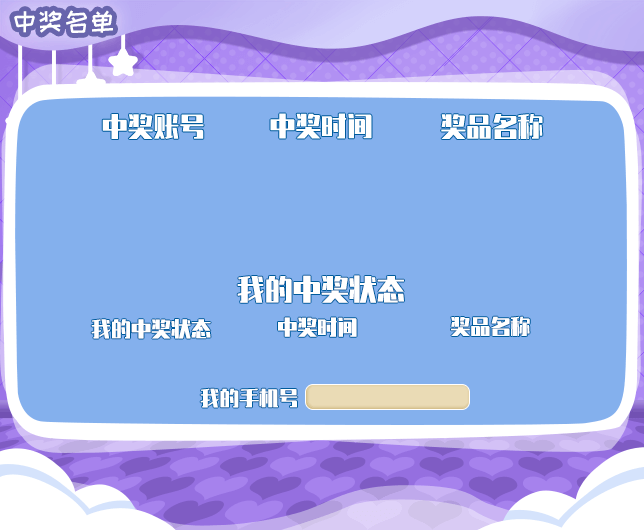 中奖名单
中奖账号 中奖时间 奖品名称
我的中奖状态
我的中奖状态 中奖时间 奖品名称
我的手机号